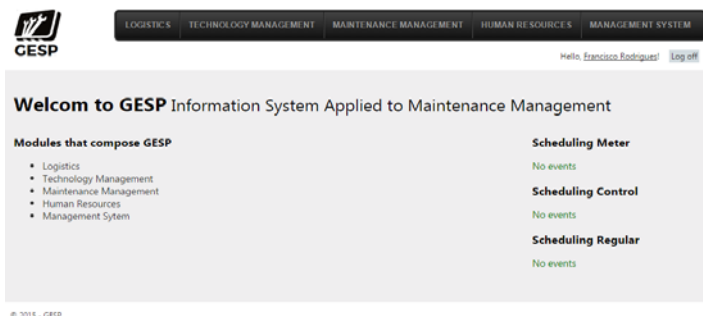 LOGISTICS TECHNOLOGY MANAGEMENT MAINTENANCE MANAGEMENT HUMAN RESOURCES MANAGEMENT SYSTEM
GESP
Hello, Francisco Rodrigues! Log off
Welcom to GESP Information System Applied to Maintenance Management
Modules that compose GESP
Logistics
Technology Management
Maintenance Management
Human Resources
Management Sytem
Scheduling Meter
No events
Scheduling Control
No events
Scheduling Regular
No events
© 2015 - GESP